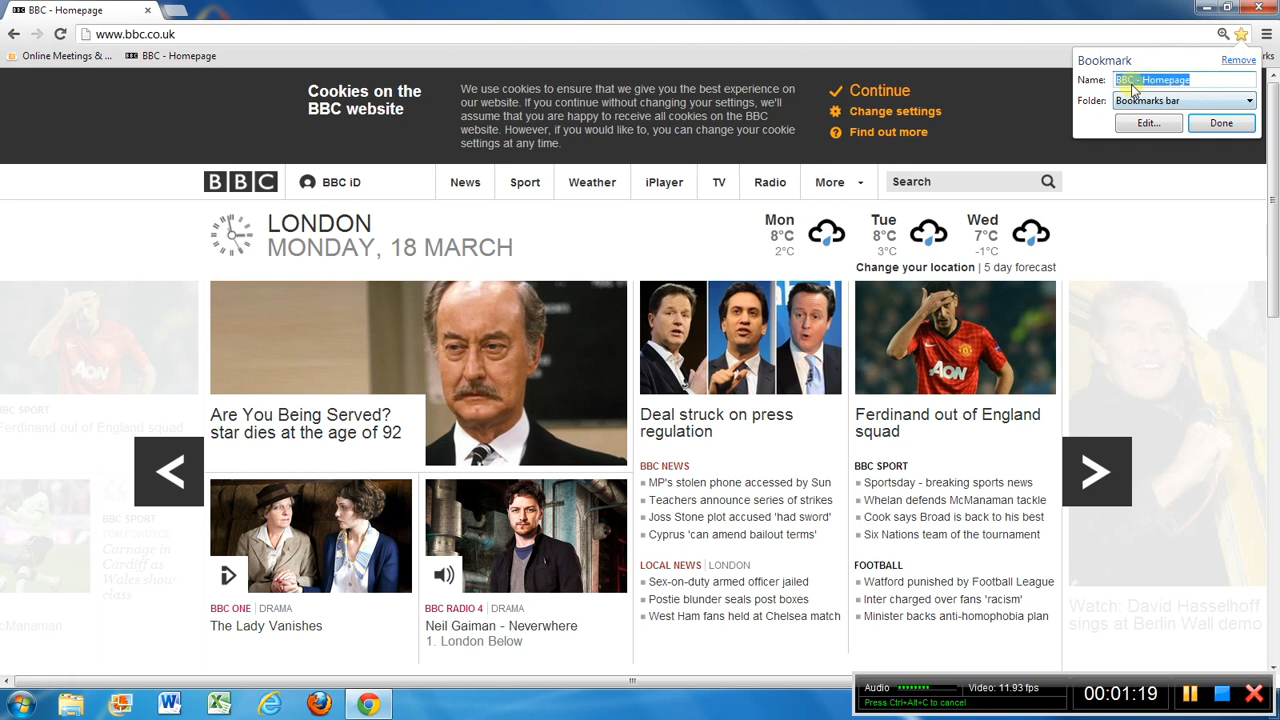 BBC - Homepage
www.bbc.co.uk
Online Meetings & ...
BBC - Homepage
Bookmark
Remove
Name:
BBC - Homepage
Folder:
Bookmarks bar
Edit...
Done
Cookies on the
BBC website
We use cookies to ensure that we give you the best experience on
our website. If you continue without changing your settings, we'll
assume that you are happy to receive all cookies on the BBC
website. However, if you would like to, you can change your cookie
settings at any time.
Continue
Change settings
Find out more
BBC
BBC iD
News
Sport
Weather
iPlayer
TV
Radio
More
Search
LONDON
MONDAY, 18 MARCH
Mon
8°C
2°C
Tue
8°C
3°C
Wed
7°C
-1°C
Change your location | 5 day forecast
BBC SPORT
Ferdinand out of England squad
BBC SPORT
Carnage in
Cardiff as
Wales show
class
cManaman
Are You Being Served?
star dies at the age of 92
BBC ONE | DRAMA
The Lady Vanishes
BBC RADIO 4 | DRAMA
Neil Gaiman - Neverwhere
1. London Below
Deal struck on press
regulation
BBC NEWS
MP's stolen phone accessed by Sun
Teachers announce series of strikes
Joss Stone plot accused 'had sword'
Cyprus 'can amend bailout terms'
LOCAL NEWS | LONDON
Sex-on-duty armed officer jailed
Postie blunder seals post boxes
West Ham fans held at Chelsea match
AON
Ferdinand out of England
squad
BBC SPORT
Sportsday - breaking sports news
Whelan defends McManaman tackle
Cook says Broad is back to his best
Six Nations team of the tournament
FOOTBALL
Watford punished by Football League
Inter charged over fans 'racism'
Minister backs anti-homophobia plan
Watch: David Hasselhoff
sings at Berlin Wall demo
Audio
Video: 11.93 fps
Press Ctrl+Alt+C to cancel
00:01:19